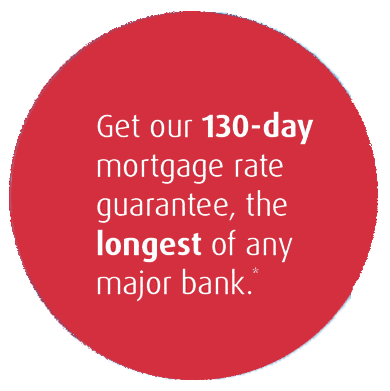 Get our 130-day
mortgage rate
guarantee, the
longest of any
major bank.*